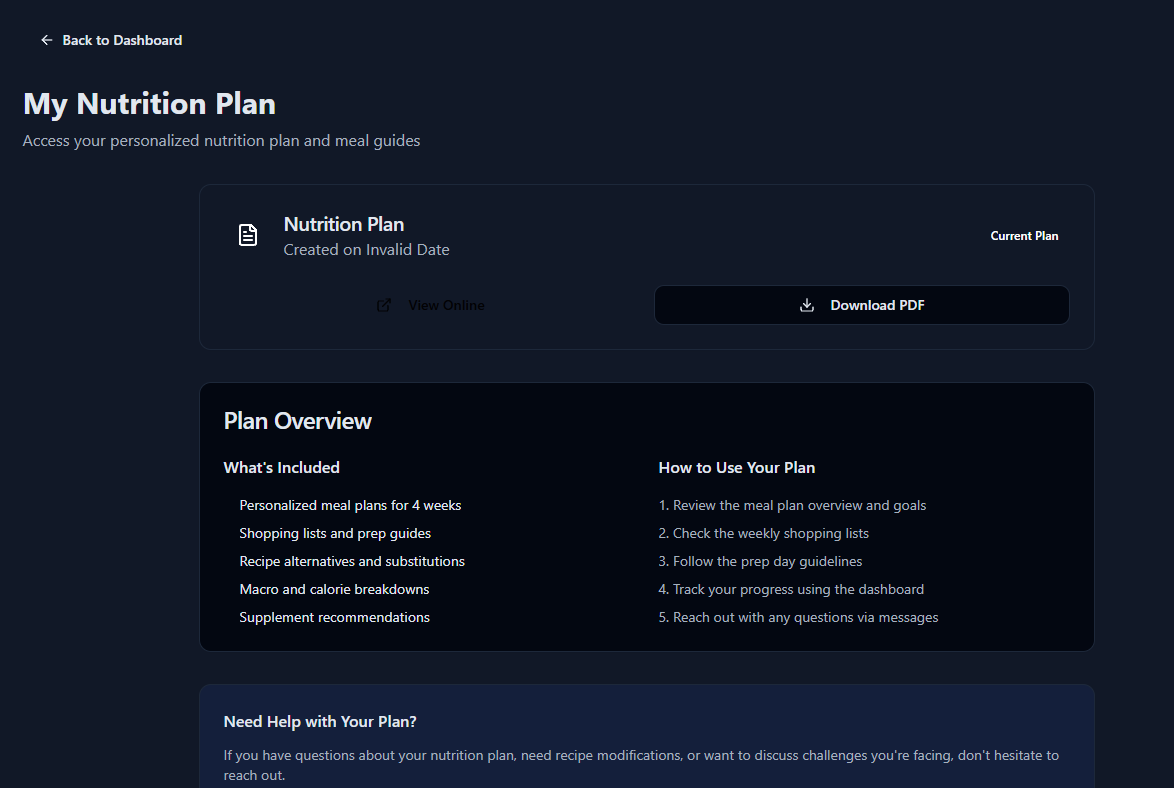 Back to Dashboard
My Nutrition Plan
Access your personalized nutrition plan and meal guides
Nutrition Plan
Created on Invalid Date
Current Plan
View Online
Download PDF
Plan Overview
What's Included
Personalized meal plans for 4 weeks
Shopping lists and prep guides
Recipe alternatives and substitutions
Macro and calorie breakdowns
Supplement recommendations
How to Use Your Plan
1. Review the meal plan overview and goals
2. Check the weekly shopping lists
3. Follow the prep day guidelines
4. Track your progress using the dashboard
5. Reach out with any questions via messages
Need Help with Your Plan?
If you have questions about your nutrition plan, need recipe modifications, or want to discuss challenges you're facing, don't hesitate to
reach out.